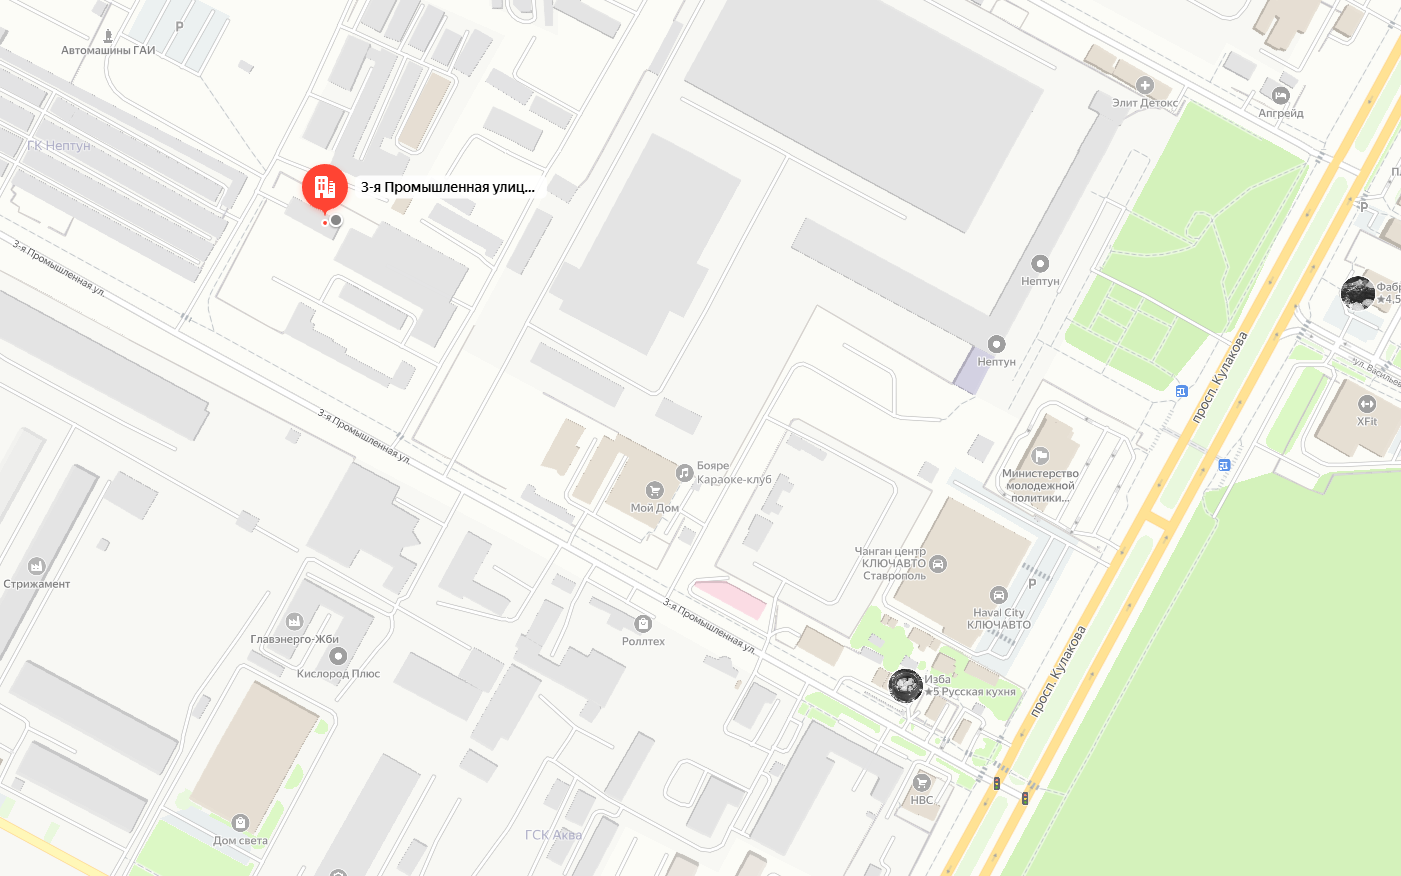 P
Автомашины ГАИ
Элит Детокс
Апгрейд
ГК Нептун
3-я Промышленная улиц...
P
3-я Промышленная ул.
Нептун
Фабр
★4,5
Нептун
просп. Кулакова
ул. Васильев
XFit
3-я Промышленная ул.
Бояре
Караоке-клуб
Мой Дом
Министерство
молодежной
политики...
Чанган центр
КЛЮЧАВТО
Ставрополь
P
Haval City
КЛЮЧАВТО
Стрижамент
3-я Промышленная ул.
Роллтех
Главэнерго-Жби
Кислород Плюс
просп. Кулакова
Изба
★5 Русская кухня
НВС
Дом света
ГСК Аква